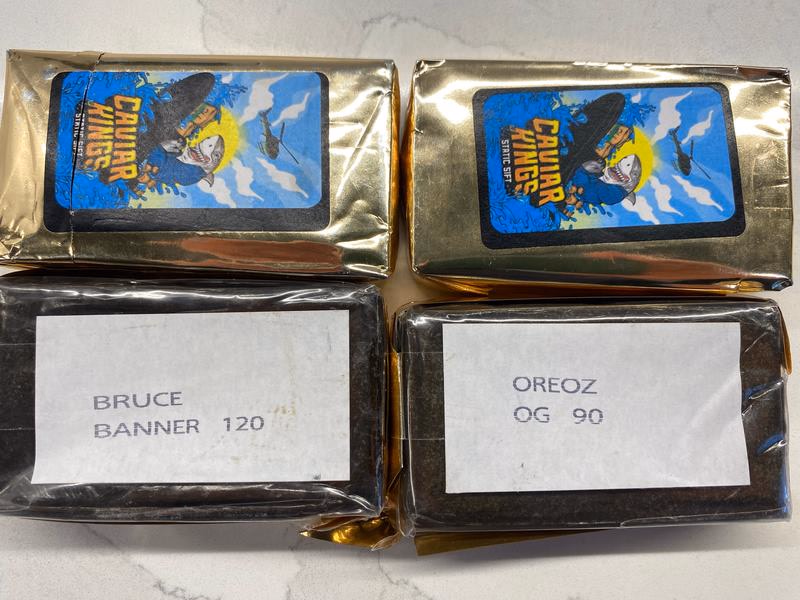 CAVIAR
KINGS
STATIC SIFT
CAVIAR
KINGS
STATIC SIFT
BRUCE
BANNER 120
OREOZ
OG 90